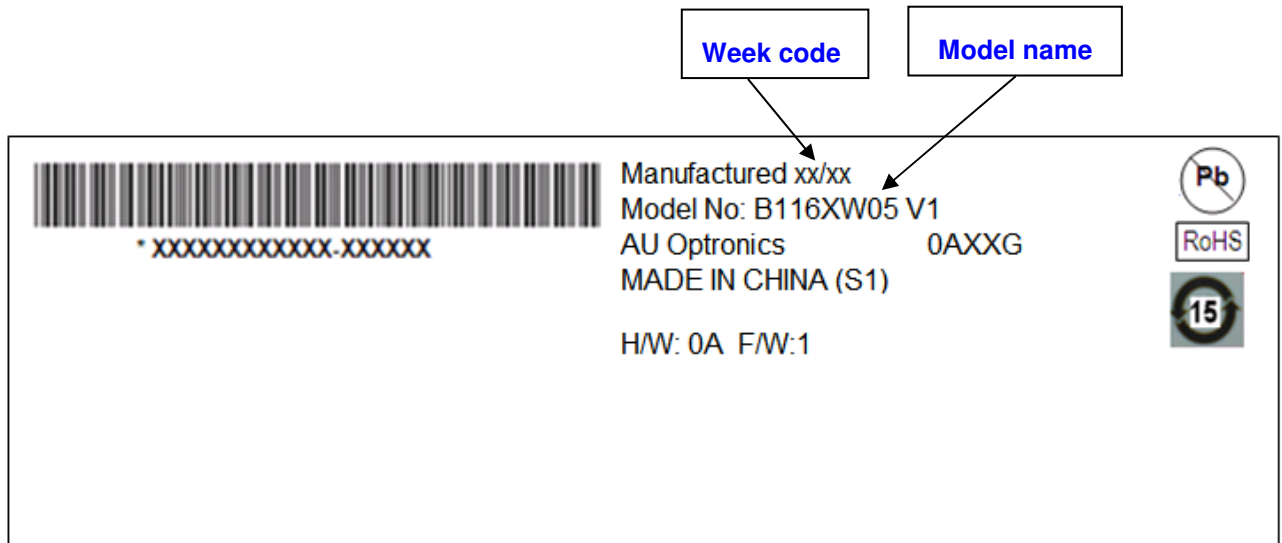 Week code
Model name
Manufactured xx/xx
Model No: B116XW05 V1
AU Optronics 0AXXG
MADE IN CHINA (S1)
H/W: 0A F/W:1
* XXXXXXXXXXXX-XXXXXX
Pb
RoHS
15